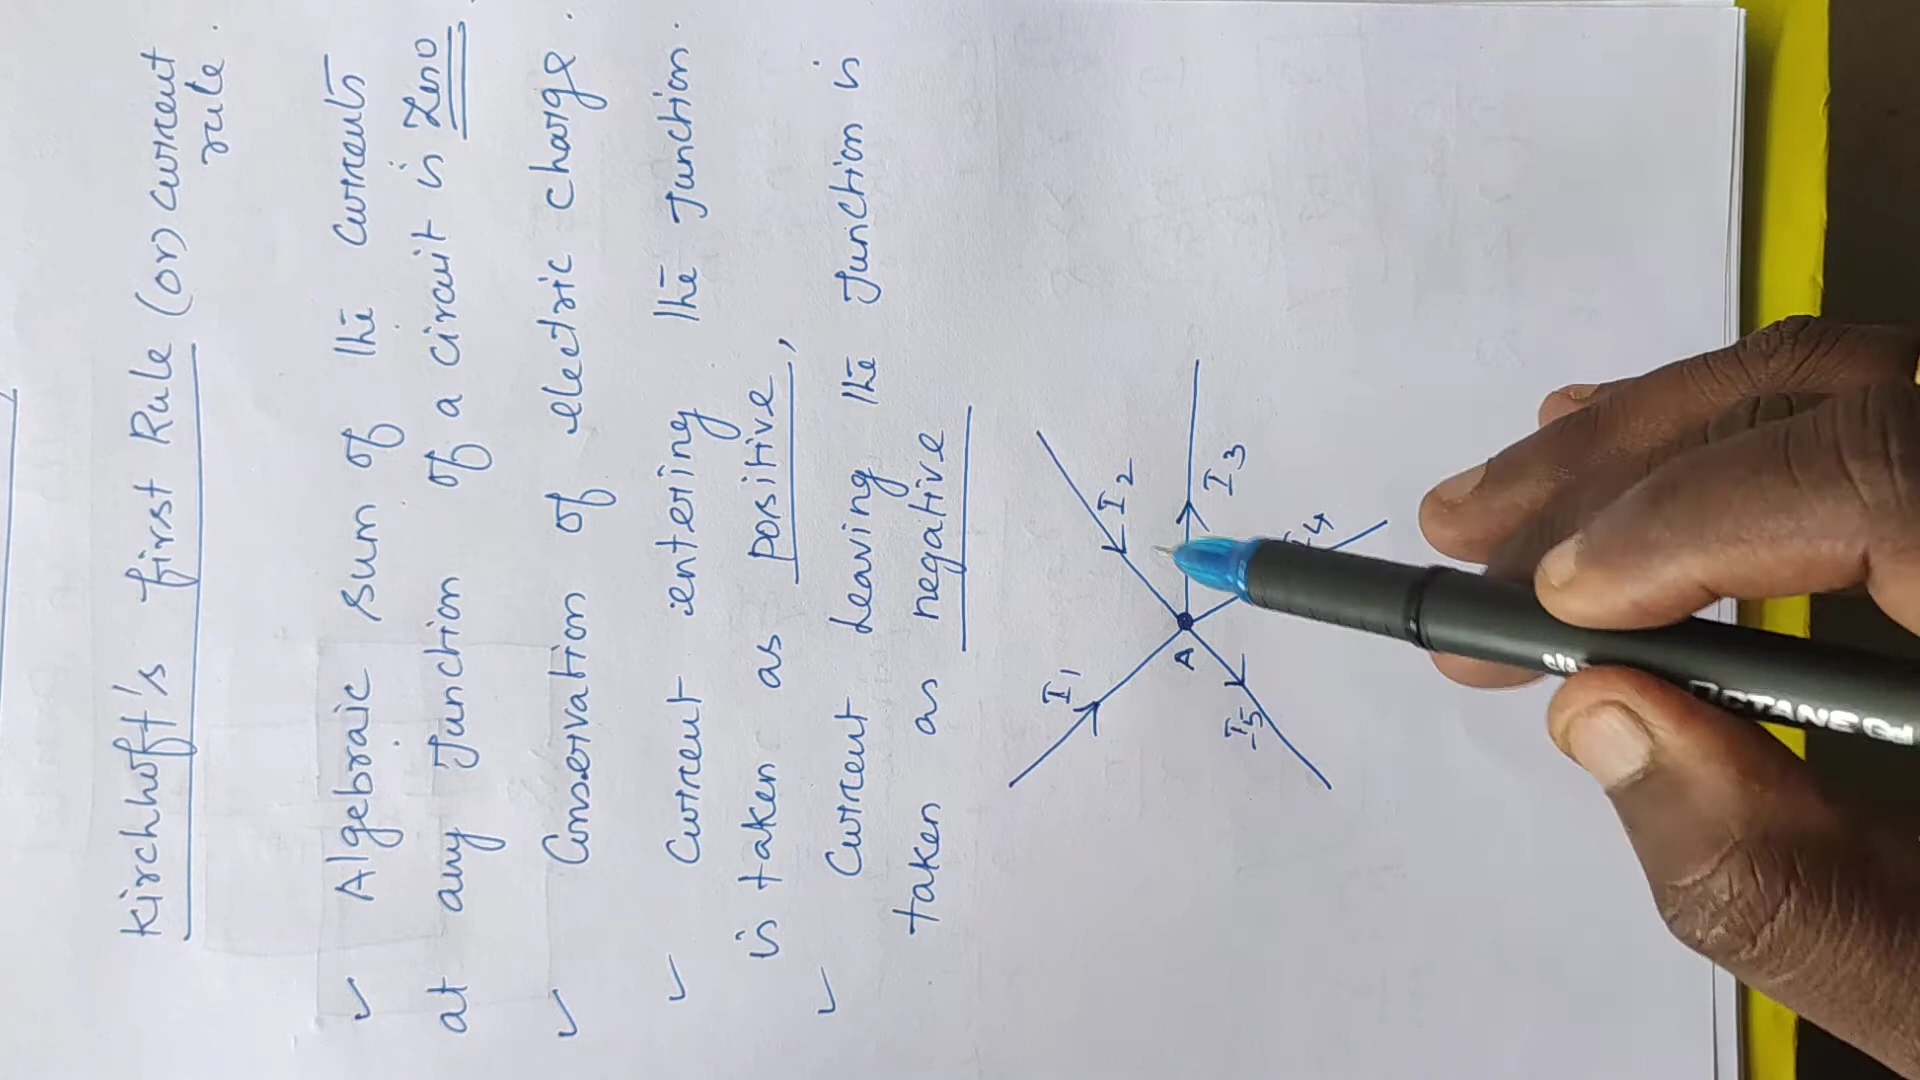 Kirchhoff's first Rule (or) current
rule.
✓ Algebraic sum of the currents
at any Junction of a circuit is Zero
✓ Conservation of electric charge.
✓ Current entering the Junction.
is taken as positive,
✓ Current Leaving the Junction is
taken as negative
I1
I2
A
I3
I4
I5